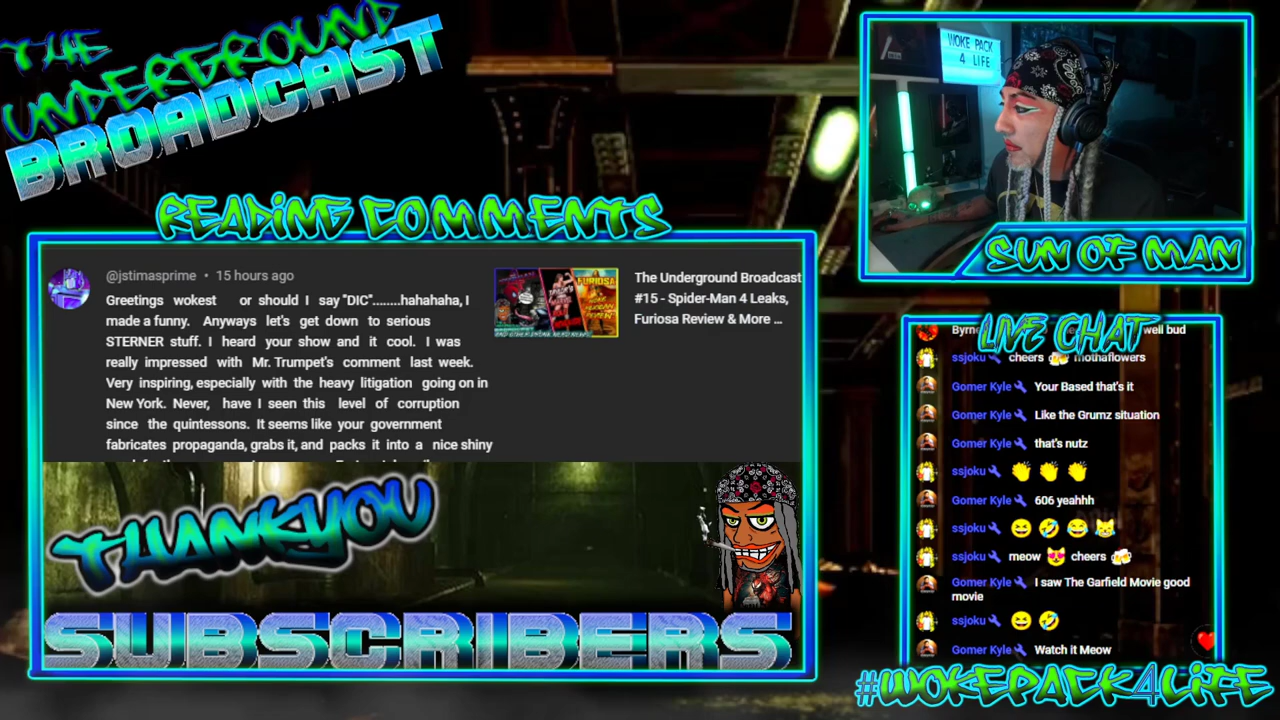 THE
UNDERGROUND
BROADCAST
READING COMMENTS
@jstimasprime • 15 hours ago
Greetings wokest or should I say "DIC"........hahahaha, I
made a funny. Anyways let's get down to serious
STERNER stuff. I heard your show and it cool. I was
really impressed with Mr. Trumpet's comment last week.
Very inspiring, especially with the heavy litigation going on in
New York. Never, have I seen this level of corruption
since the quintessons. It seems like your government
fabricates propaganda, grabs it, and packs it into a nice shiny
The Underground Broadcast
#15 - Spider-Man 4 Leaks,
Furiosa Review & More ...
FURIOSA
THANKYOU
SUBSCRIBERS
WOKE PACK
4 LIFE
SUN OF MAN
LIVE CHAT
Byrne well bud
ssjoku cheers mothaflowers
Gomer Kyle Your Based that's it
Gomer Kyle Like the Grumz situation
Gomer Kyle that's nutz
ssjoku 👏 👏 👏
Gomer Kyle 606 yeahhh
ssjoku 😆 🤣 😂 😹
ssjoku meow 😻 cheers 🍻
Gomer Kyle I saw The Garfield Movie good
movie
ssjoku 😆 🤣
Gomer Kyle Watch it Meow
#WOKEPACK4LIFE